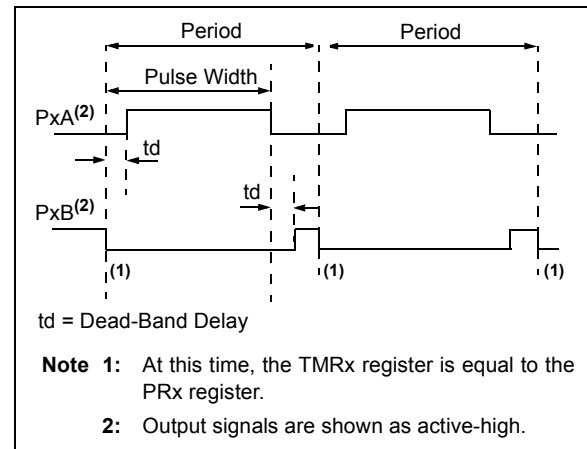 Period Period
Pulse Width
PxA(2)
td
td
PxB(2)
(1) (1) (1)
td = Dead-Band Delay
Note 1: At this time, the TMRx register is equal to the
PRx register.
2: Output signals are shown as active-high.